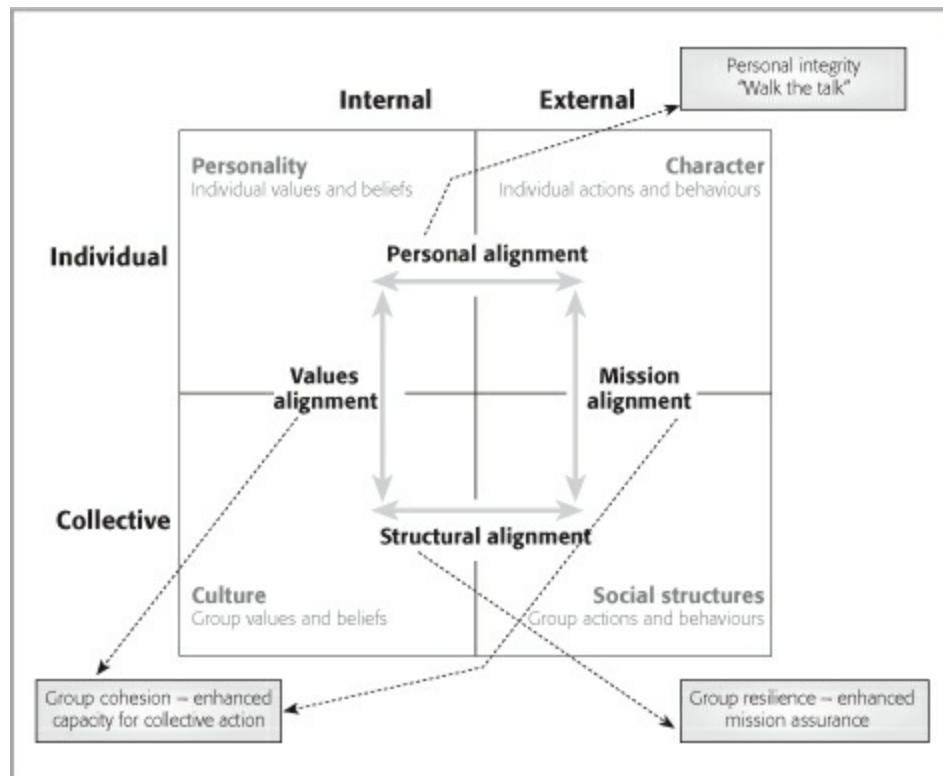 Personal integrity
"Walk the talk"
Internal
External
Personality
Individual values and beliefs
Character
Individual actions and behaviours
Individual
Personal alignment
Values
alignment
Mission
alignment
Collective
Structural alignment
Culture
Group values and beliefs
Social structures
Group actions and behaviours
Group cohesion – enhanced
capacity for collective action
Group resilience – enhanced
mission assurance